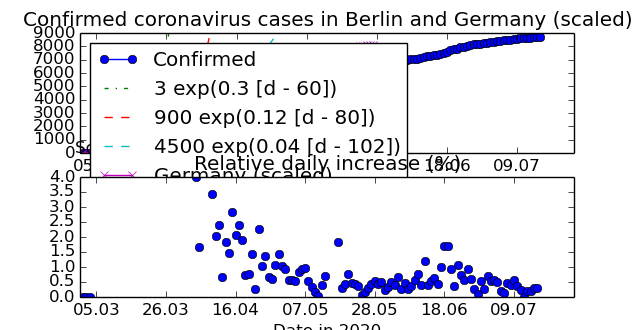 Confirmed coronavirus cases in Berlin and Germany (scaled)
9000
8000
7000
6000
5000
4000
3000
2000
1000
0
Confirmed
3 exp(0.3 [d - 60])
900 exp(0.12 [d - 80])
4500 exp(0.04 [d - 102])
Germany (scaled)
18.06 09.07
Relative daily increase (%)
4.0
3.5
3.0
2.5
2.0
1.5
1.0
0.5
0.0
05.03 26.03 16.04 07.05 28.05 18.06 09.07
Date in 2020